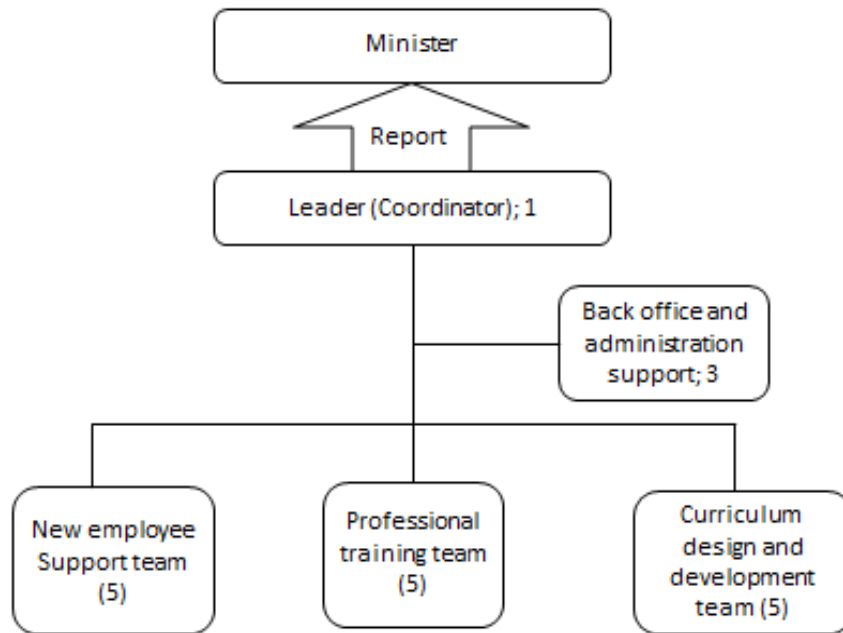 Minister
Report
Leader (Coordinator); 1
Back office and
administration
support; 3
New employee
Support team
(5)
Professional
training team
(5)
Curriculum
design and
development
team (5)